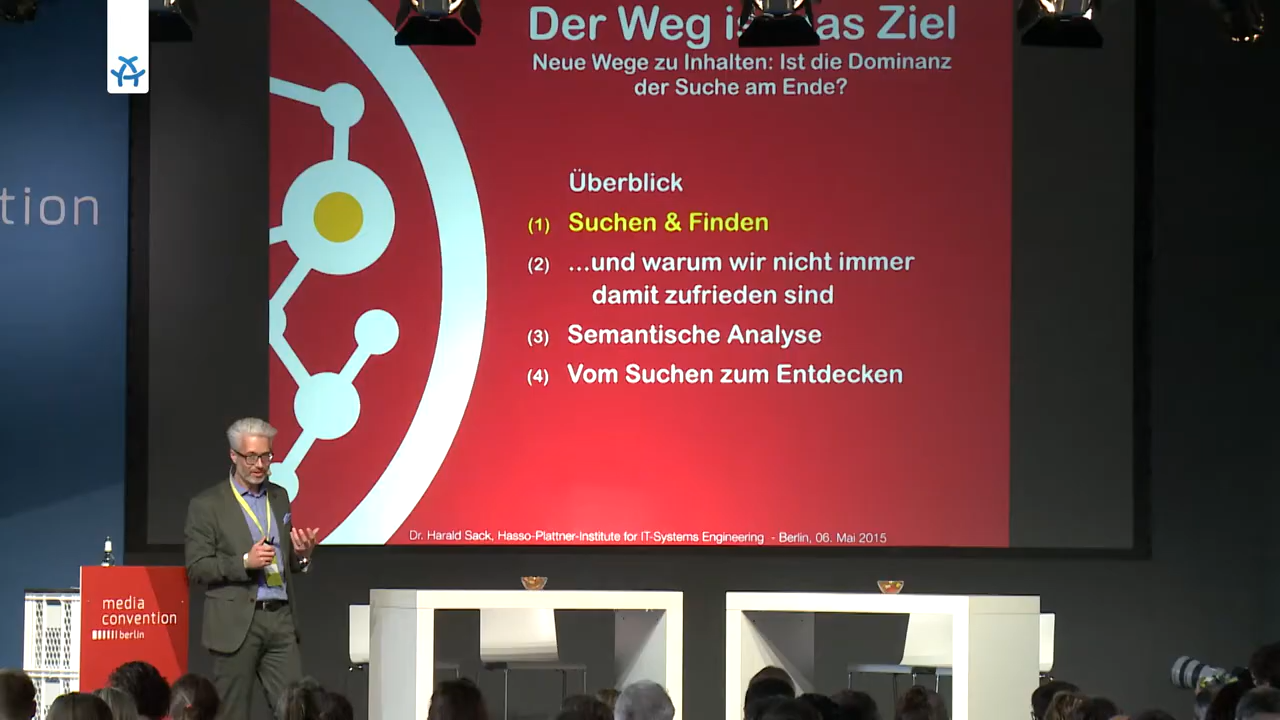 Der Weg ist das Ziel
Neue Wege zu Inhalten: Ist die Dominanz
der Suche am Ende?
Überblick
(1) Suchen & Finden
(2) ...und warum wir nicht immer
damit zufrieden sind
(3) Semantische Analyse
(4) Vom Suchen zum Entdecken
Dr. Harald Sack, Hasso-Plattner-Institute for IT-Systems Engineering - Berlin, 06. Mai 2015
tion
media
convention
berlin